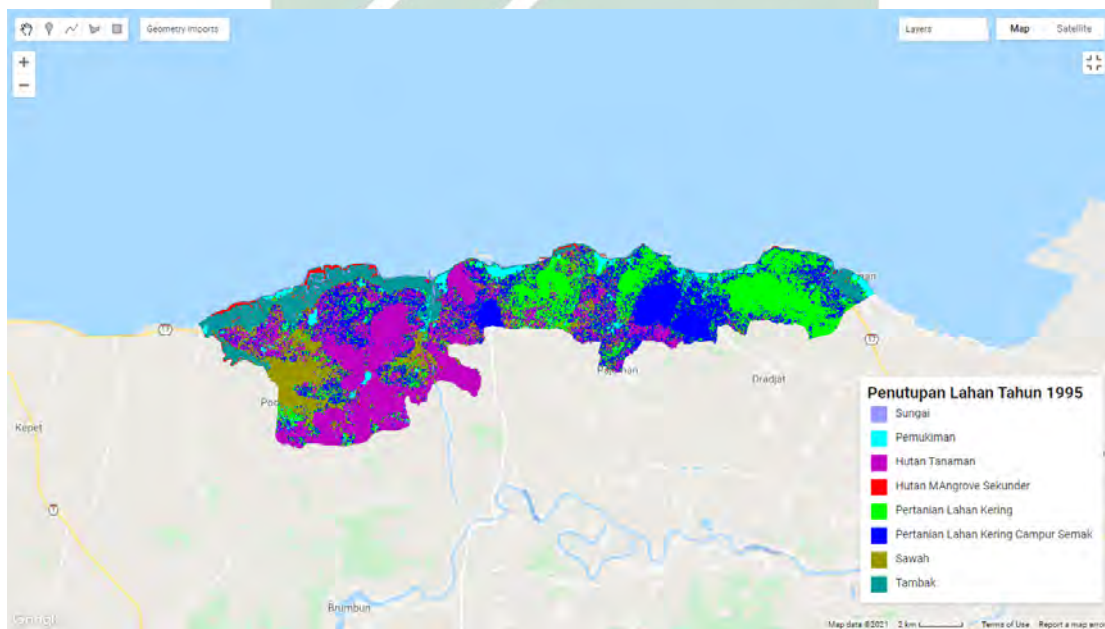 Geometry Imports
Layers
Map
Satellite
+
−
Kepet
Dradjat
Brumbun
Penutupan Lahan Tahun 1995
Sungai
Pemukiman
Hutan Tanaman
Hutan MAngrove Sekunder
Pertanian Lahan Kering
Pertanian Lahan Kering Campur Semak
Sawah
Tambak
Google
Map data ©2021
2 km
Terms of Use
Report a map error